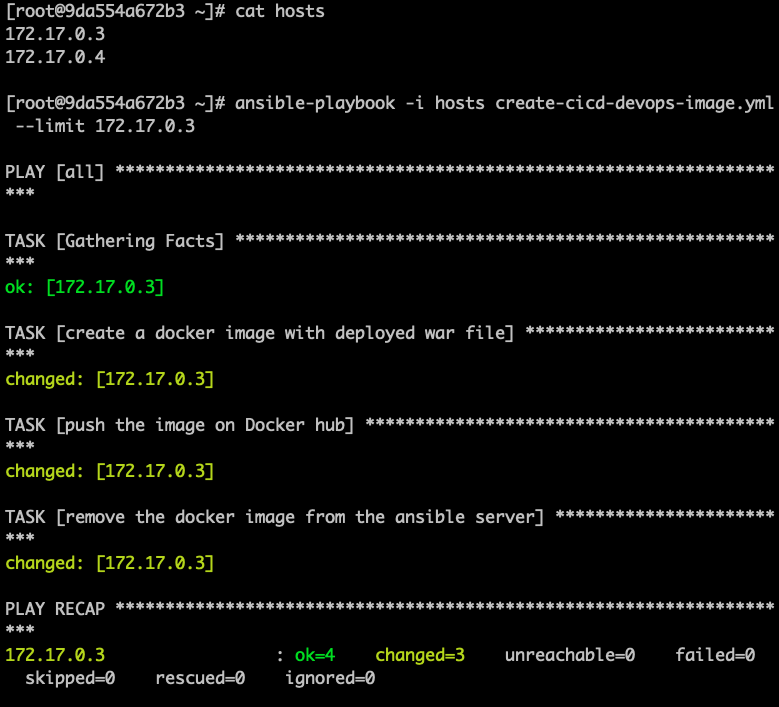 [root@9da554a672b3 ~]# cat hosts
172.17.0.3
172.17.0.4
[root@9da554a672b3 ~]# ansible-playbook -i hosts create-cicd-devops-image.yml
 --limit 172.17.0.3
PLAY [all] ******************************************************************
***
TASK [Gathering Facts] ******************************************************
***
ok: [172.17.0.3]
TASK [create a docker image with deployed war file] *************************
***
changed: [172.17.0.3]
TASK [push the image on Docker hub] *****************************************
***
changed: [172.17.0.3]
TASK [remove the docker image from the ansible server] **********************
***
changed: [172.17.0.3]
PLAY RECAP ******************************************************************
***
172.17.0.3                 : ok=4    changed=3    unreachable=0    failed=0
  skipped=0    rescued=0    ignored=0